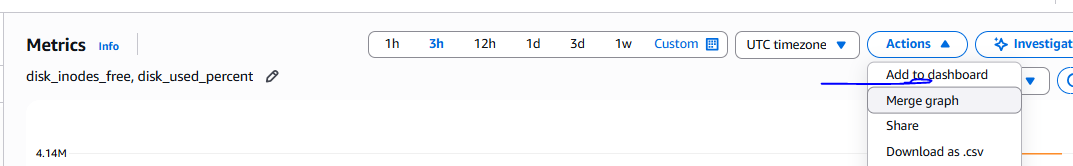 Metrics Info 1h 3h 12h 1d 3d 1w Custom UTC timezone Actions Investigat
disk_inodes_free, disk_used_percent
Add to dashboard
Merge graph
Share
Download as .csv
4.14M